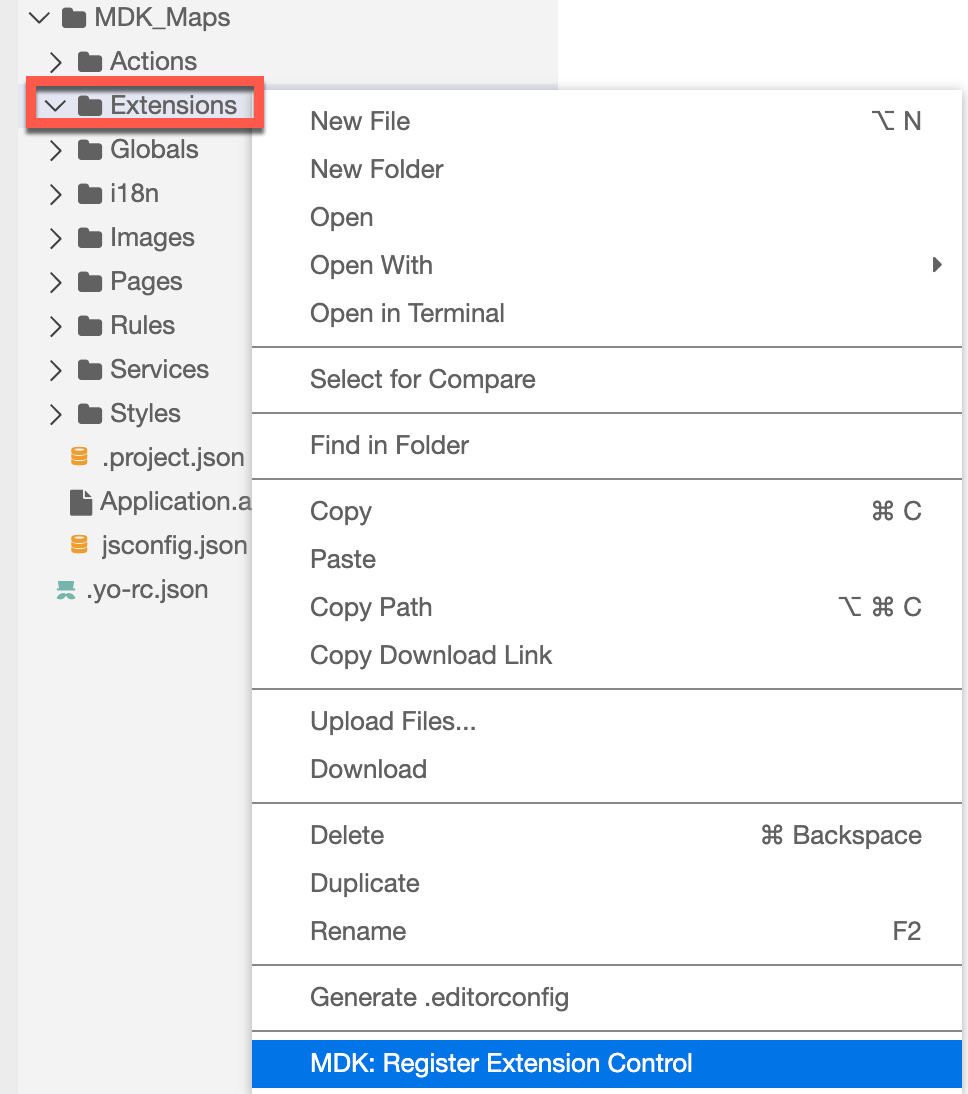 MDK_Maps
Actions
Extensions
Globals
i18n
Images
Pages
Rules
Services
Styles
.project.json
Application.a
jsconfig.json
.yo-rc.json
New File ⌥ N
New Folder
Open
Open With
Open in Terminal
Select for Compare
Find in Folder
Copy ⌘ C
Paste
Copy Path ⌥ ⌘ C
Copy Download Link
Upload Files...
Download
Delete ⌘ Backspace
Duplicate
Rename F2
Generate .editorconfig
MDK: Register Extension Control